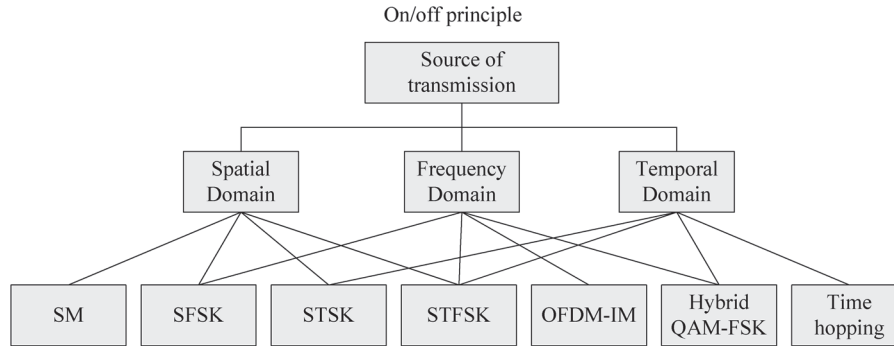 On/off principle
Source of
transmission
Spatial
Domain
Frequency
Domain
Temporal
Domain
SM
SFSK
STSK
STFSK
OFDM-IM
Hybrid
QAM-FSK
Time
hopping